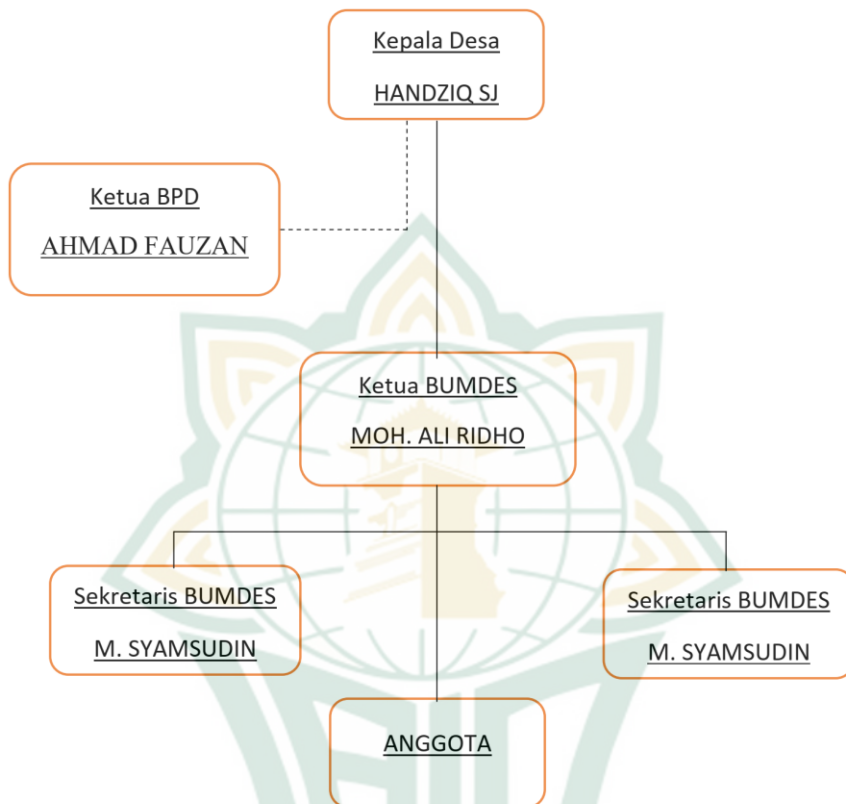 Kepala Desa
HANDZIQ SJ
Ketua BPD
AHMAD FAUZAN
Ketua BUMDES
MOH. ALI RIDHO
Sekretaris BUMDES
M. SYAMSUDIN
Sekretaris BUMDES
M. SYAMSUDIN
ANGGOTA